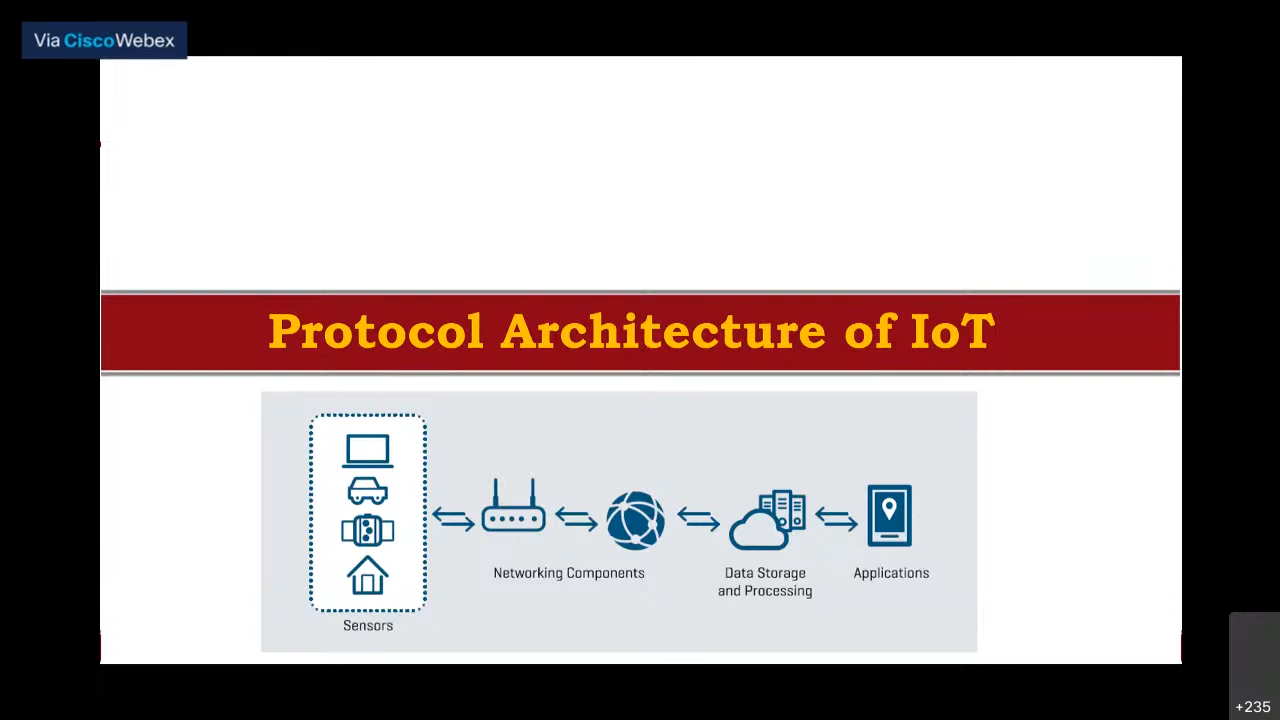 Via CiscoWebex
Protocol Architecture of IoT
Networking Components
Data Storage
and Processing
Applications
Sensors
+235